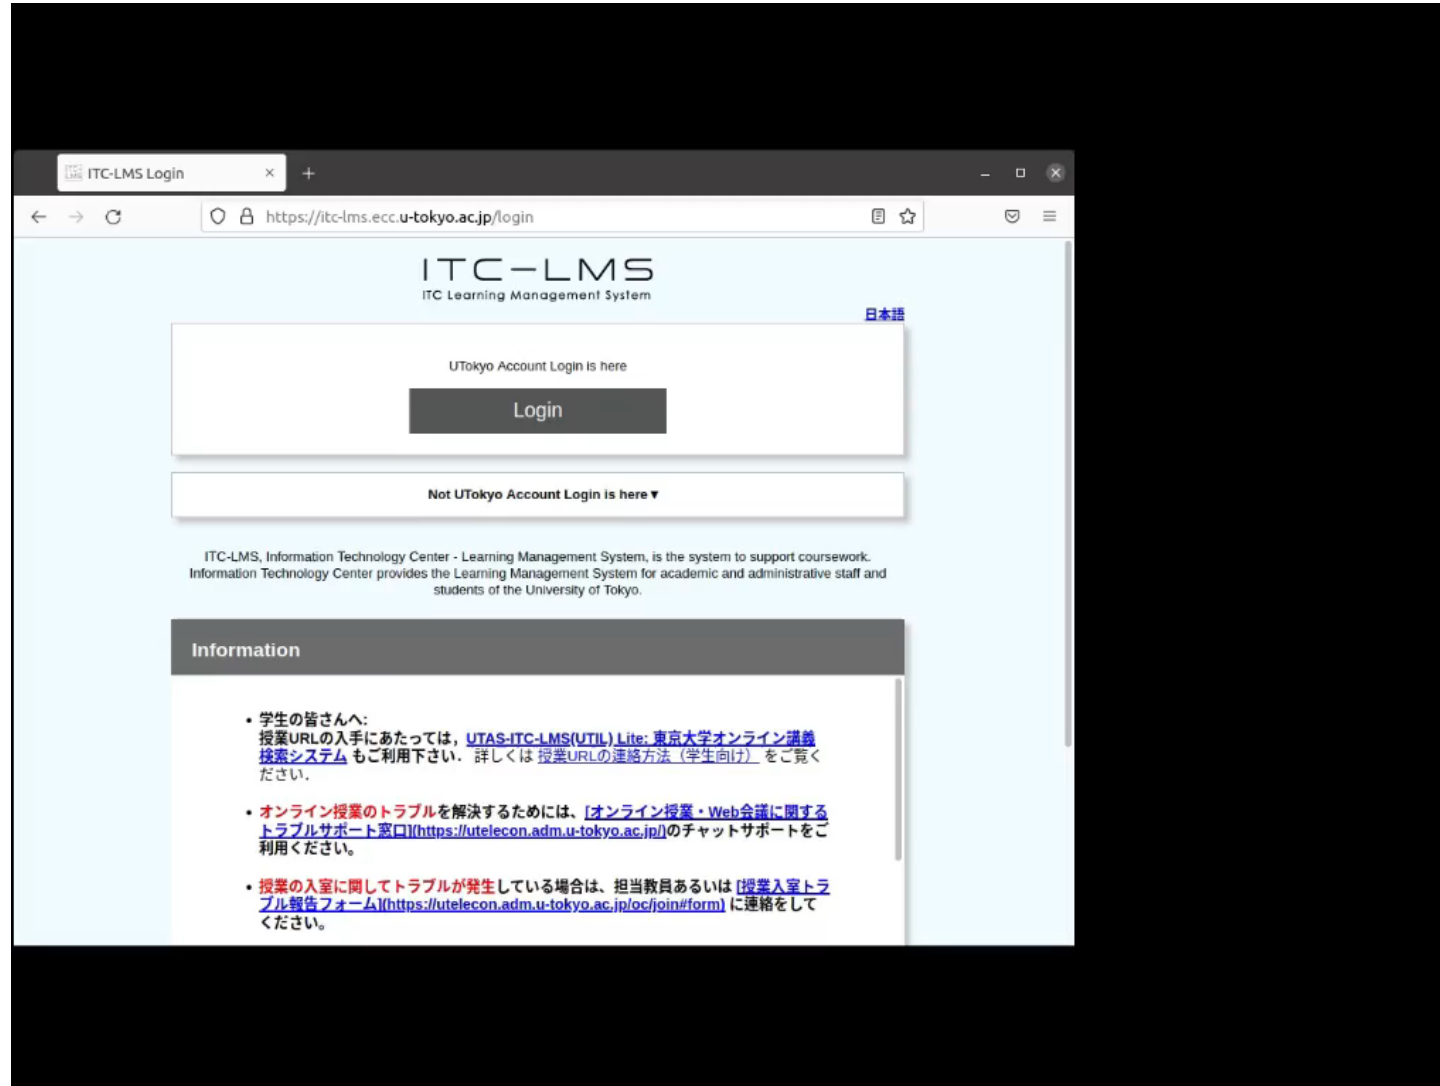 ITC-LMS Login
https://itc-lms.ecc.u-tokyo.ac.jp/login
ITC-LMS
ITC Learning Management System
日本語
UTokyo Account Login is here
Login
Not UTokyo Account Login is here▼
ITC-LMS, Information Technology Center - Learning Management System, is the system to support coursework.
Information Technology Center provides the Learning Management System for academic and administrative staff and
students of the University of Tokyo.
Information
• 学生の皆さんへ:
授業URLの入手にあたっては，UTAS-ITC-LMS(UTIL) Lite: 東京大学オンライン講義
検索システム もご利用下さい． 詳しくは 授業URLの連絡方法（学生向け） をご覧く
ださい．
• オンライン授業のトラブルを解決するためには、[オンライン授業・Web会議に関する
トラブルサポート窓口](https://utelecon.adm.u-tokyo.ac.jp/)のチャットサポートをご
利用ください。
• 授業の入室に関してトラブルが発生している場合は、担当教員あるいは [授業入室トラ
ブル報告フォーム](https://utelecon.adm.u-tokyo.ac.jp/oc/join#form) に連絡をして
ください。